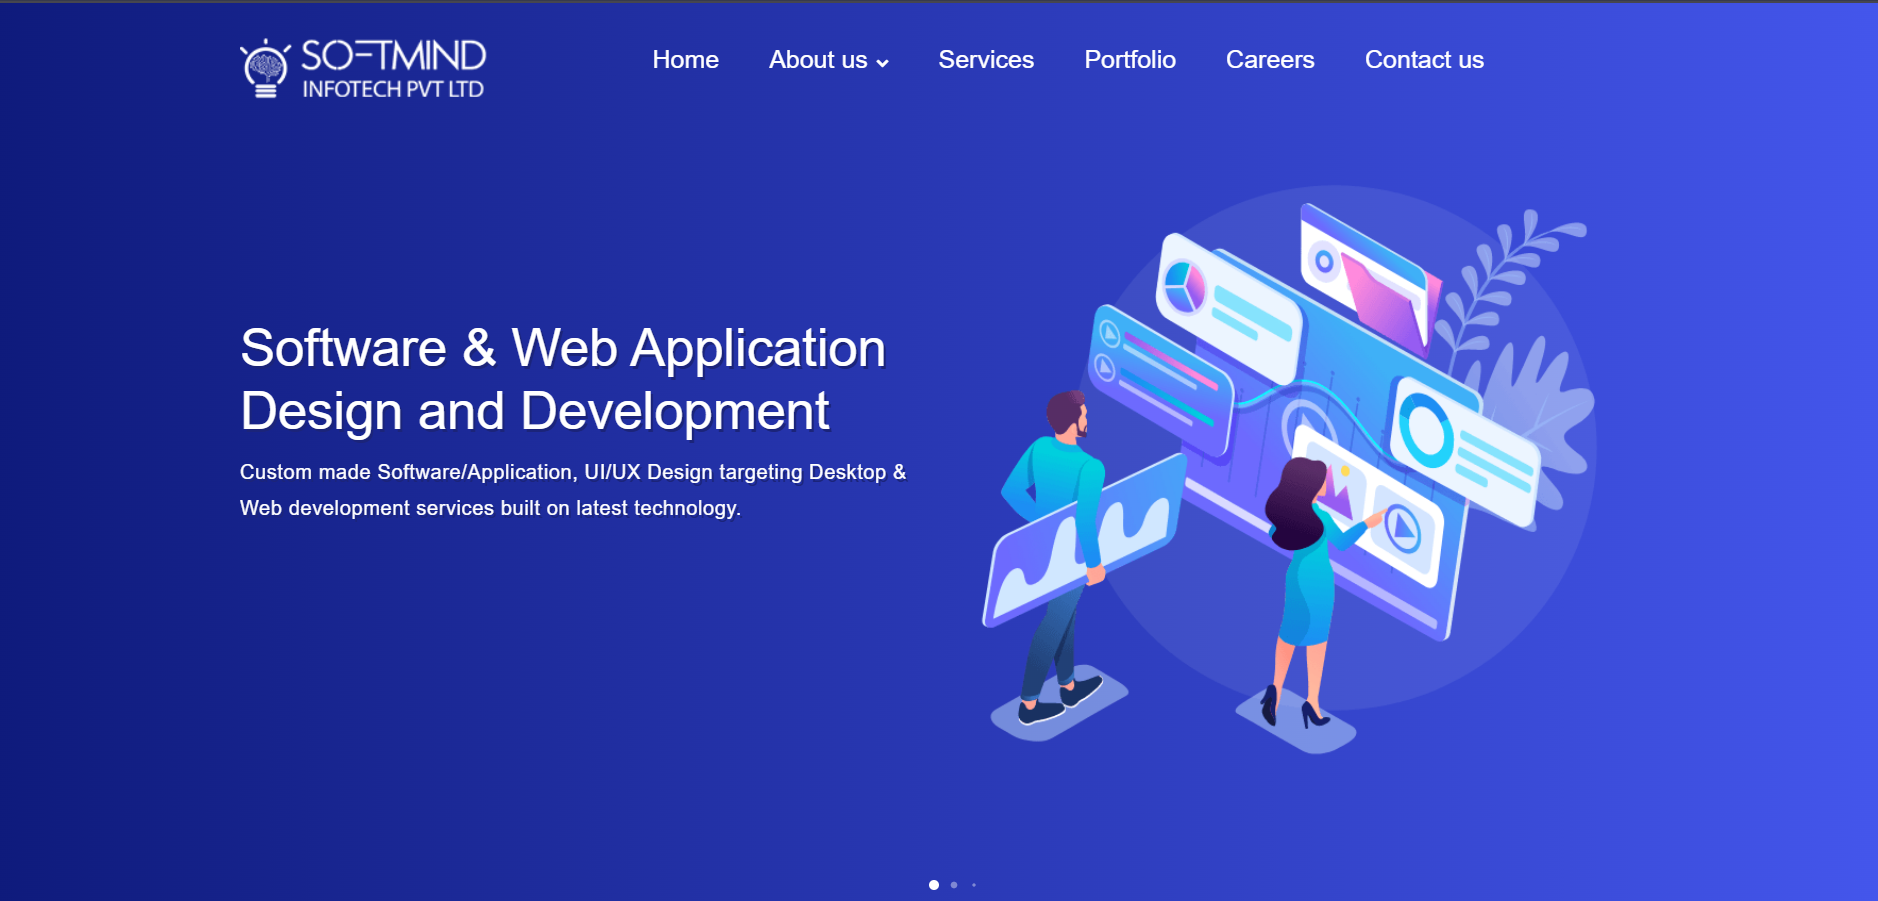 SOFTMIND
INFOTECH PVT LTD
Home About us Services Portfolio Careers Contact us
Software & Web Application
Design and Development
Custom made Software/Application, UI/UX Design targeting Desktop &
Web development services built on latest technology.